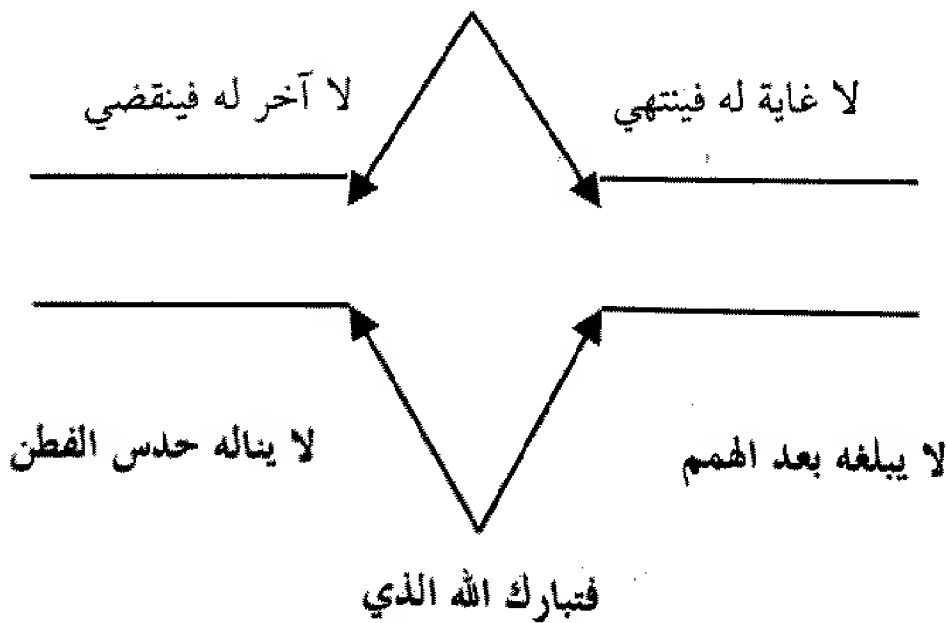 لا غاية له فينتهي
لا آخر له فينقضي
لا يبلغه بعد الهمم
لا يناله حدس الفطن
فتبارك الله الذي